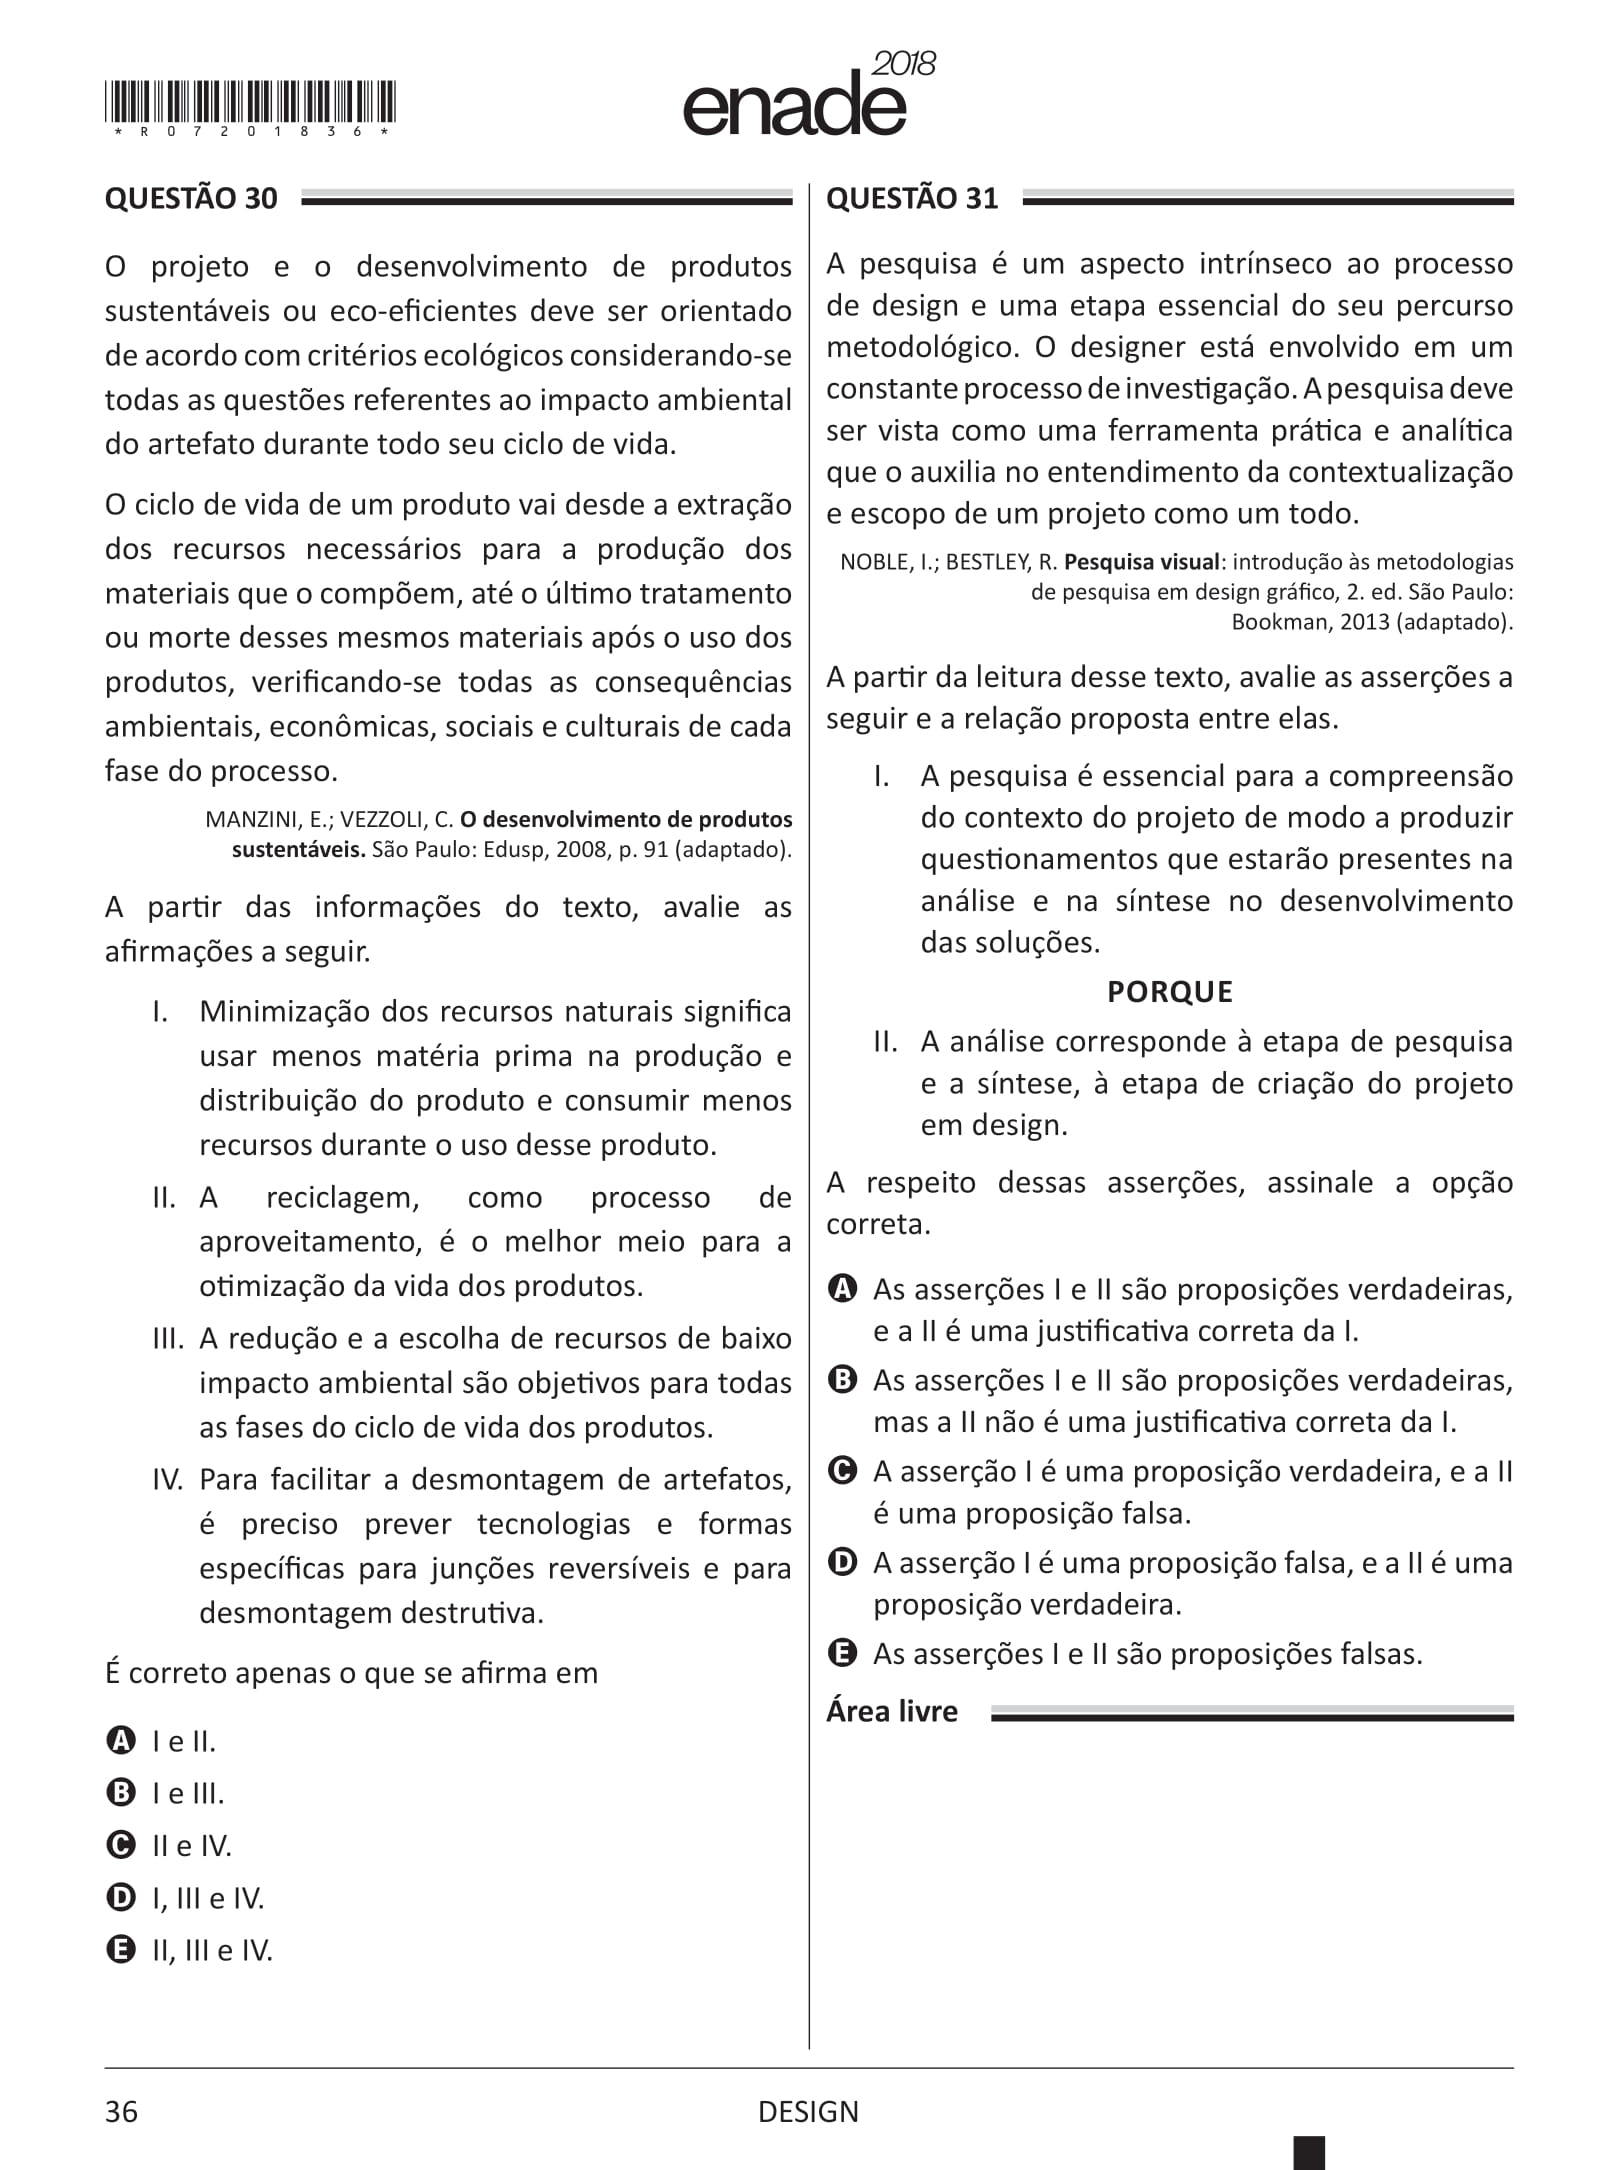 *R07201836*
enade 2018
QUESTÃO 30
O projeto e o desenvolvimento de produtos
sustentáveis ou eco-eficientes deve ser orientado
de acordo com critérios ecológicos considerando-se
todas as questões referentes ao impacto ambiental
do artefato durante todo seu ciclo de vida.
O ciclo de vida de um produto vai desde a extração
dos recursos necessários para a produção dos
materiais que o compõem, até o último tratamento
ou morte desses mesmos materiais após o uso dos
produtos, verificando-se todas as consequências
ambientais, econômicas, sociais e culturais de cada
fase do processo.
MANZINI, E.; VEZZOLI, C. O desenvolvimento de produtos
sustentáveis. São Paulo: Edusp, 2008, p. 91 (adaptado).
A partir das informações do texto, avalie as
afirmações a seguir.
I. Minimização dos recursos naturais significa
usar menos matéria prima na produção e
distribuição do produto e consumir menos
recursos durante o uso desse produto.
II. A reciclagem, como processo de
aproveitamento, é o melhor meio para a
otimização da vida dos produtos.
III. A redução e a escolha de recursos de baixo
impacto ambiental são objetivos para todas
as fases do ciclo de vida dos produtos.
IV. Para facilitar a desmontagem de artefatos,
é preciso prever tecnologias e formas
específicas para junções reversíveis e para
desmontagem destrutiva.
É correto apenas o que se afirma em
A I e II.
B I e III.
C II e IV.
D I, III e IV.
E II, III e IV.
QUESTÃO 31
A pesquisa é um aspecto intrínseco ao processo
de design e uma etapa essencial do seu percurso
metodológico. O designer está envolvido em um
constante processo de investigação. A pesquisa deve
ser vista como uma ferramenta prática e analítica
que o auxilia no entendimento da contextualização
e escopo de um projeto como um todo.
NOBLE, I.; BESTLEY, R. Pesquisa visual: introdução às metodologias
de pesquisa em design gráfico, 2. ed. São Paulo:
Bookman, 2013 (adaptado).
A partir da leitura desse texto, avalie as asserções a
seguir e a relação proposta entre elas.
I. A pesquisa é essencial para a compreensão
do contexto do projeto de modo a produzir
questionamentos que estarão presentes na
análise e na síntese no desenvolvimento
das soluções.
PORQUE
II. A análise corresponde à etapa de pesquisa
e a síntese, à etapa de criação do projeto
em design.
A respeito dessas asserções, assinale a opção
correta.
A As asserções I e II são proposições verdadeiras,
e a II é uma justificativa correta da I.
B As asserções I e II são proposições verdadeiras,
mas a II não é uma justificativa correta da I.
C A asserção I é uma proposição verdadeira, e a II
é uma proposição falsa.
D A asserção I é uma proposição falsa, e a II é uma
proposição verdadeira.
E As asserções I e II são proposições falsas.
Área livre
36
DESIGN